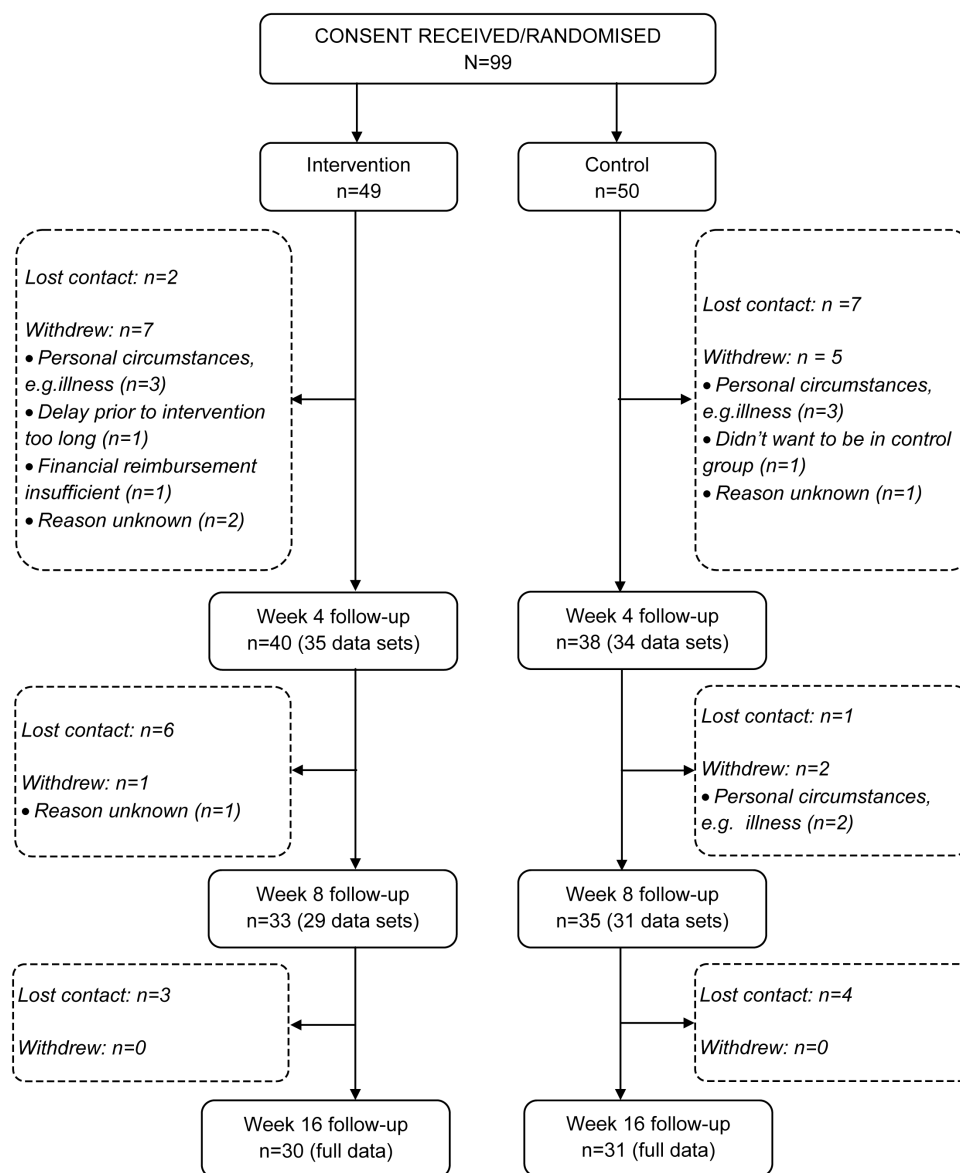 CONSENT RECEIVED/RANDOMISED
N=99
Intervention
n=49
Control
n=50
Lost contact: n=2
Withdrew: n=7
• Personal circumstances,
e.g.illness (n=3)
• Delay prior to intervention
too long (n=1)
• Financial reimbursement
insufficient (n=1)
• Reason unknown (n=2)
Lost contact: n =7
Withdrew: n = 5
• Personal circumstances,
e.g.illness (n=3)
• Didn’t want to be in control
group (n=1)
• Reason unknown (n=1)
Week 4 follow-up
n=40 (35 data sets)
Week 4 follow-up
n=38 (34 data sets)
Lost contact: n=6
Withdrew: n=1
• Reason unknown (n=1)
Lost contact: n=1
Withdrew: n=2
• Personal circumstances,
e.g. illness (n=2)
Week 8 follow-up
n=33 (29 data sets)
Week 8 follow-up
n=35 (31 data sets)
Lost contact: n=3
Withdrew: n=0
Lost contact: n=4
Withdrew: n=0
Week 16 follow-up
n=30 (full data)
Week 16 follow-up
n=31 (full data)